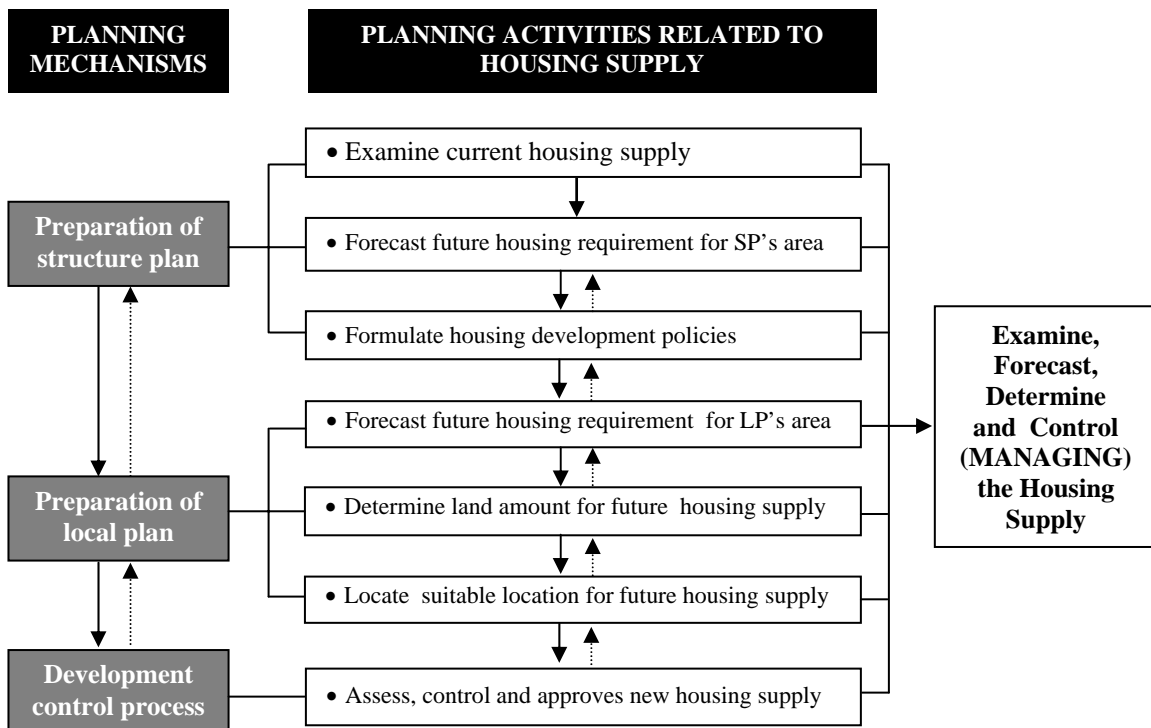 PLANNING
MECHANISMS
PLANNING ACTIVITIES RELATED TO
HOUSING SUPPLY
• Examine current housing supply
Preparation of
structure plan
• Forecast future housing requirement for SP’s area
• Formulate housing development policies
• Forecast future housing requirement for LP’s area
Preparation of
local plan
• Determine land amount for future housing supply
• Locate suitable location for future housing supply
Development
control process
• Assess, control and approves new housing supply
Examine,
Forecast,
Determine
and Control
(MANAGING)
the Housing
Supply